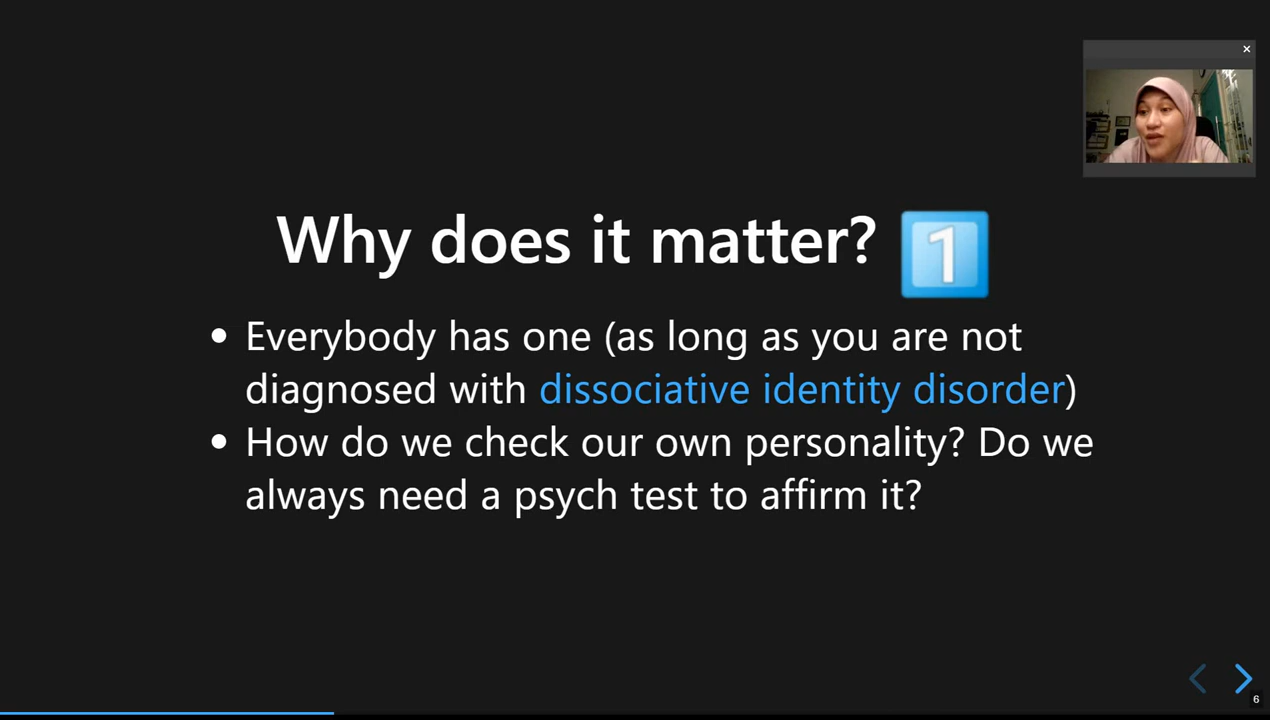 Why does it matter? 1️⃣
• Everybody has one (as long as you are not
diagnosed with dissociative identity disorder)
• How do we check our own personality? Do we
always need a psych test to affirm it?
6